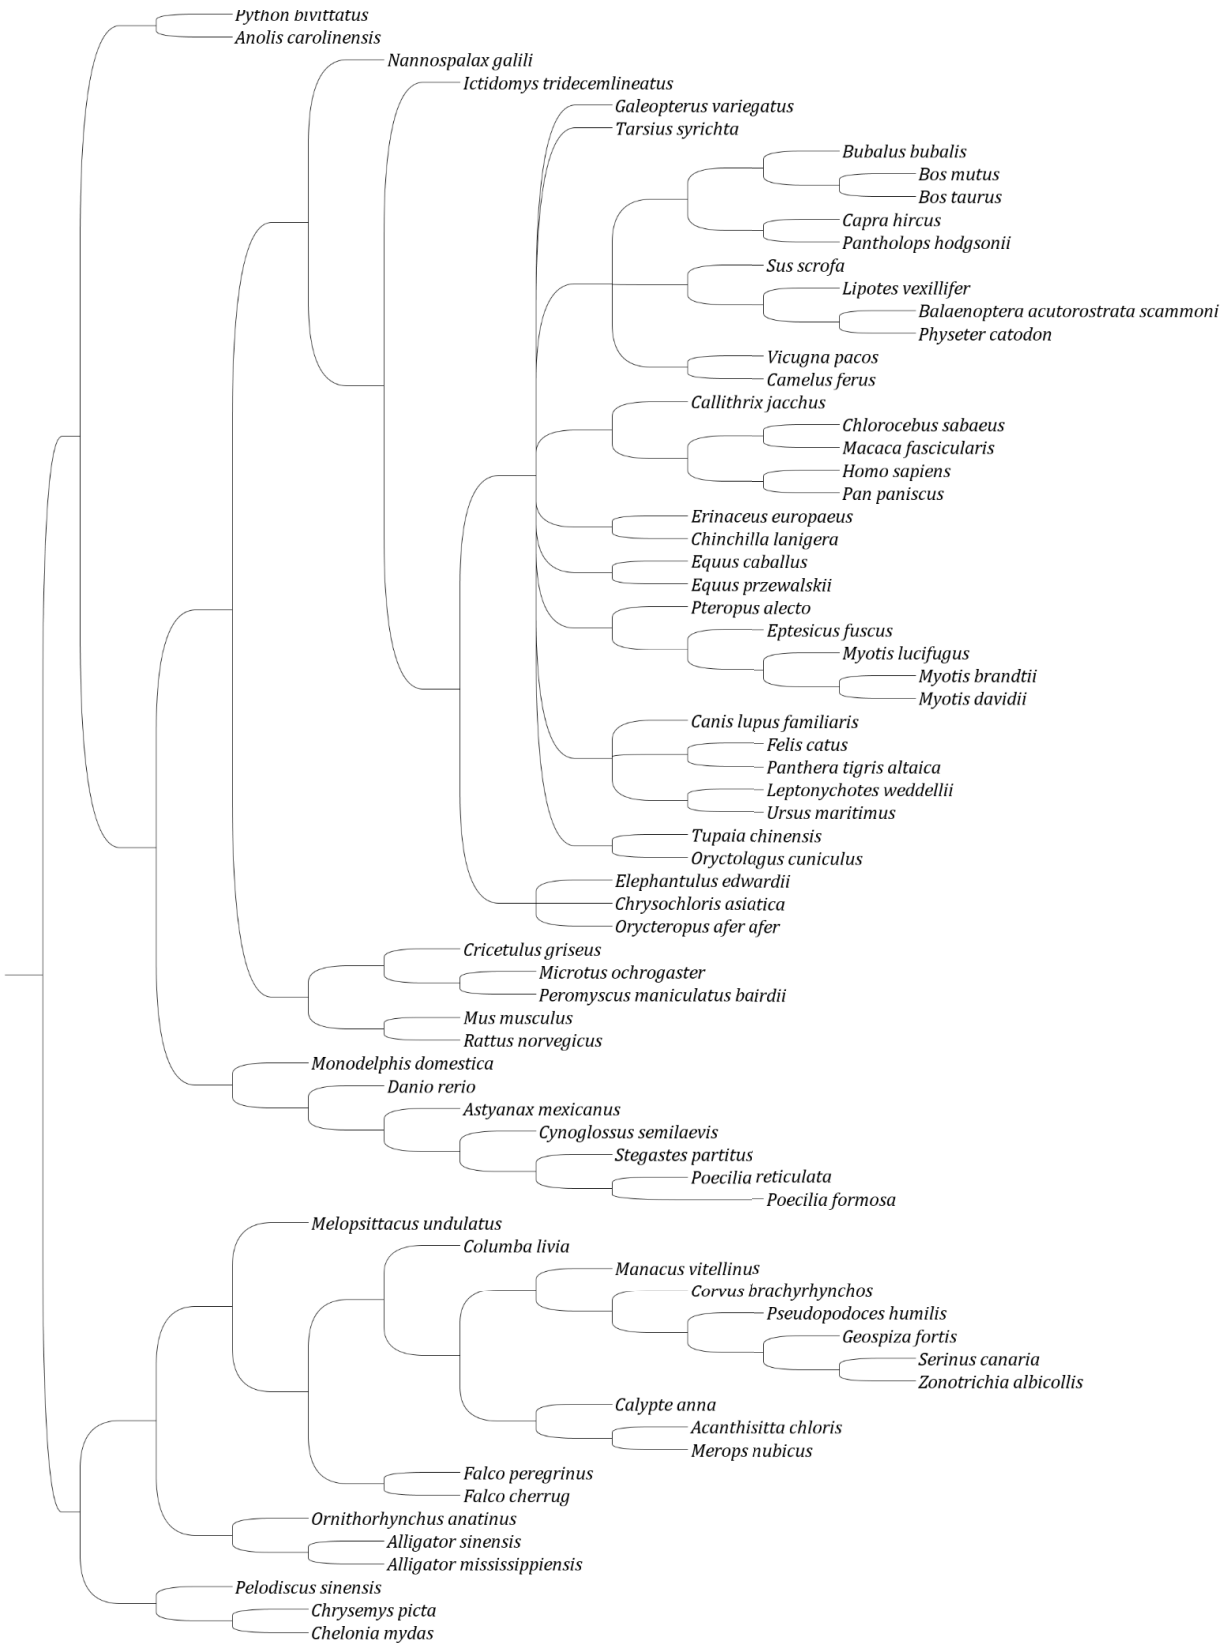 Python bivittatus
Anolis carolinensis
Nannospalax galili
Ictidomys tridecemlineatus
Galeopterus variegatus
Tarsius syrichta
Bubalus bubalis
Bos mutus
Bos taurus
Capra hircus
Pantholops hodgsonii
Sus scrofa
Lipotes vexillifer
Balaenoptera acutorostrata scammoni
Physeter catodon
Vicugna pacos
Camelus ferus
Callithrix jacchus
Chlorocebus sabaeus
Macaca fascicularis
Homo sapiens
Pan paniscus
Erinaceus europaeus
Chinchilla lanigera
Equus caballus
Equus przewalskii
Pteropus alecto
Eptesicus fuscus
Myotis lucifugus
Myotis brandtii
Myotis davidii
Canis lupus familiaris
Felis catus
Panthera tigris altaica
Leptonychotes weddellii
Ursus maritimus
Tupaia chinensis
Oryctolagus cuniculus
Elephantulus edwardii
Chrysochloris asiatica
Orycteropus afer afer
Cricetulus griseus
Microtus ochrogaster
Peromyscus maniculatus bairdii
Mus musculus
Rattus norvegicus
Monodelphis domestica
Danio rerio
Astyanax mexicanus
Cynoglossus semilaevis
Stegastes partitus
Poecilia reticulata
Poecilia formosa
Melopsittacus undulatus
Columba livia
Manacus vitellinus
Corvus brachyrhynchos
Pseudopodoces humilis
Geospiza fortis
Serinus canaria
Zonotrichia albicollis
Calypte anna
Acanthisitta chloris
Merops nubicus
Falco peregrinus
Falco cherrug
Ornithorhynchus anatinus
Alligator sinensis
Alligator mississippiensis
Pelodiscus sinensis
Chrysemys picta
Chelonia mydas